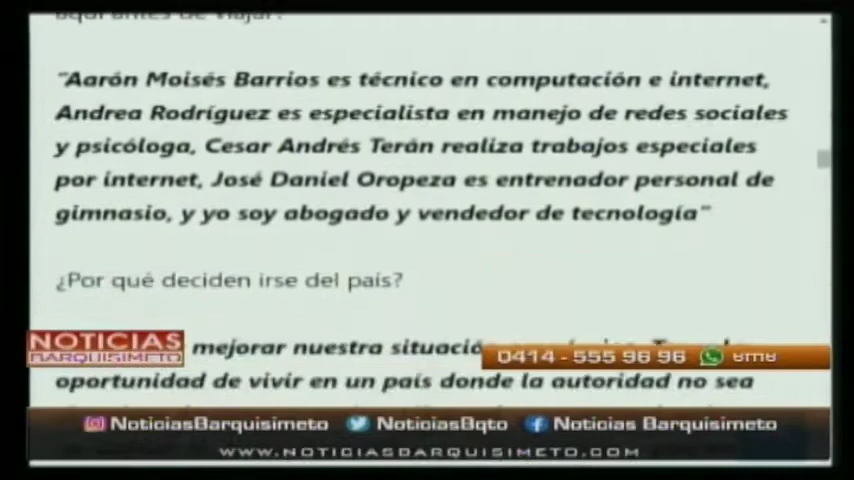 "Aarón Moisés Barrios es técnico en computación e internet,
Andrea Rodríguez es especialista en manejo de redes sociales
y psicóloga, Cesar Andrés Terán realiza trabajos especiales
por internet, José Daniel Oropeza es entrenador personal de
gimnasio, y yo soy abogado y vendedor de tecnología"
¿Por qué deciden irse del país?
NOTICIAS
BARQUISIMETO
mejorar nuestra
0414 - 555 96 96
oportunidad de vivir en un país donde la autoridad no sea
NoticiasBarquisimeto NoticiasBqto Noticias Barquisimeto
WWW.NOTICIASBARQUISIMETO.COM